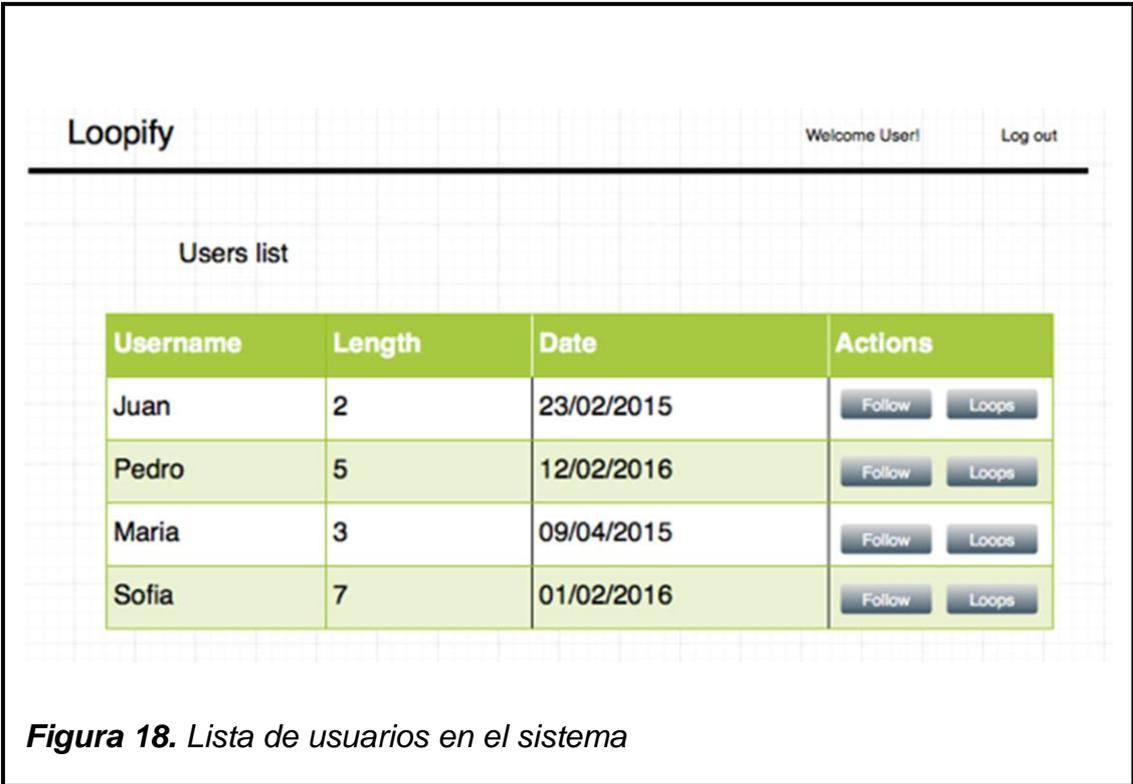 Loopify Welcome User! Log out
Users list
Username Length Date Actions
Juan 2 23/02/2015 Follow Loops
Pedro 5 12/02/2016 Follow Loops
Maria 3 09/04/2015 Follow Loops
Sofia 7 01/02/2016 Follow Loops
Figura 18. Lista de usuarios en el sistema